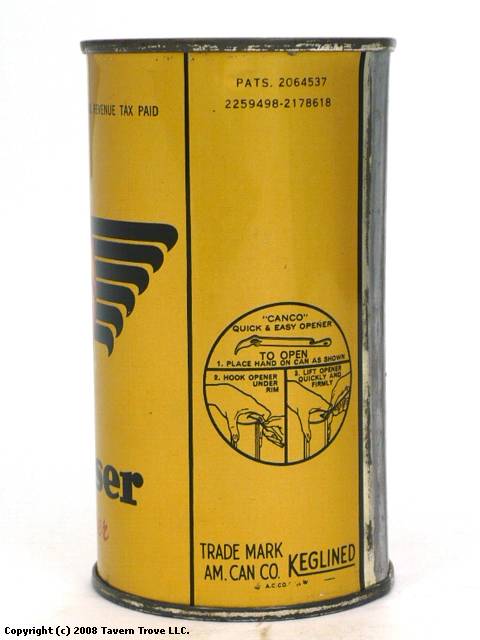 PATS. 2064537
2259498-2178618
REVENUE TAX PAID
"CANCO"
QUICK & EASY OPENER
TO OPEN
1. PLACE HAND ON CAN AS SHOWN
2. HOOK OPENER
UNDER
RIM
3. LIFT OPENER
QUICKLY AND
FIRMLY
ser
er
TRADE MARK
AM. CAN CO.
KEGLINED
A.C.CO.
Copyright (c) 2008 Tavern Trove LLC.